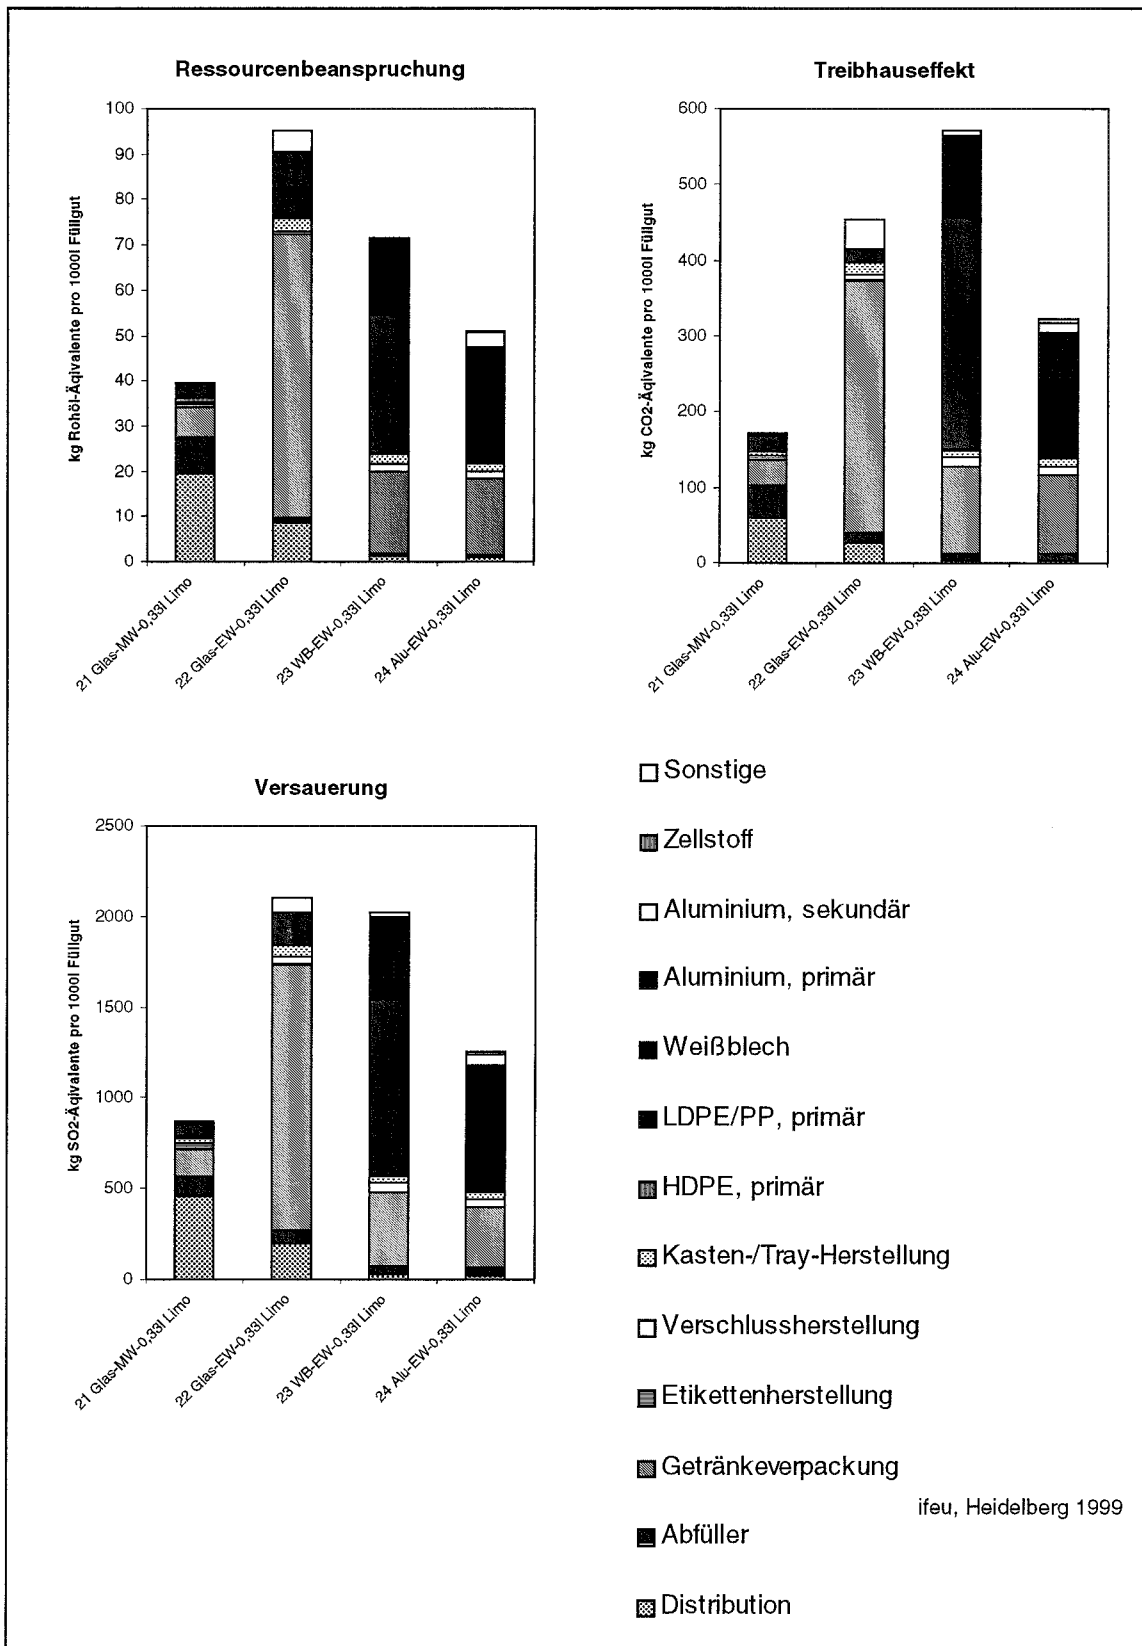 Ressourcenbeanspruchung
kg Rohöl-Äqivalente pro 1000l Füllgut
100
90
80
70
60
50
40
30
20
10
0
21 Glas-MW-0,33l Limo
22 Glas-EW-0,33l Limo
23 WB-EW-0,33l Limo
24 Alu-EW-0,33l Limo
Treibhauseffekt
kg CO2-Äqivalente pro 1000l Füllgut
600
500
400
300
200
100
0
21 Glas-MW-0,33l Limo
22 Glas-EW-0,33l Limo
23 WB-EW-0,33l Limo
24 Alu-EW-0,33l Limo
Versauerung
kg SO2-Äqivalente pro 1000l Füllgut
2500
2000
1500
1000
500
0
21 Glas-MW-0,33l Limo
22 Glas-EW-0,33l Limo
23 WB-EW-0,33l Limo
24 Alu-EW-0,33l Limo
Sonstige
Zellstoff
Aluminium, sekundär
Aluminium, primär
Weißblech
LDPE/PP, primär
HDPE, primär
Kasten-/Tray-Herstellung
Verschlussherstellung
Etikettenherstellung
Getränkeverpackung
ifeu, Heidelberg 1999
Abfüller
Distribution